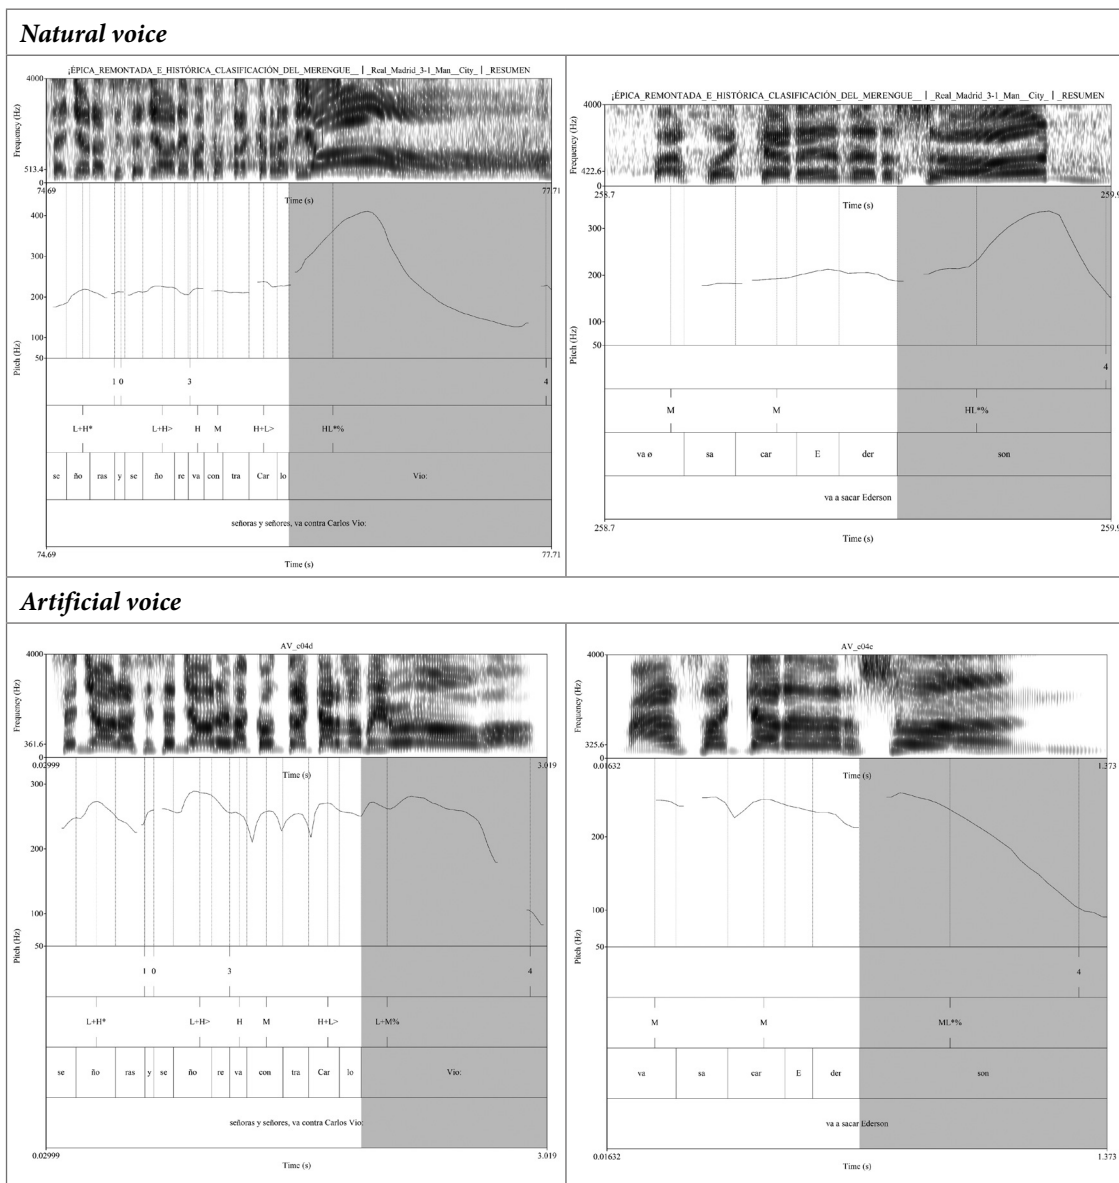 Natural voice
¡ÉPICA_REMONTADA_E_HISTÓRICA_CLASIFICACIÓN_DEL_MERENGUE__|_Real_Madrid_3-1_Man__City_|_RESUMEN
4000
Frequency (Hz)
513.4
0
74.69
77.71
Time (s)
400
300
200
100
50
Pitch (Hz)
1 0 3 4
L+H* L+H> H M H+L> HL*%
se ño ras y se ño re va con tra Car lo Vio:
señoras y señores, va contra Carlos Vio:
74.69
77.71
Time (s)
¡ÉPICA_REMONTADA_E_HISTÓRICA_CLASIFICACIÓN_DEL_MERENGUE__|_Real_Madrid_3-1_Man__City_|_RESUMEN
4000
Frequency (Hz)
422.6
0
258.7
259.9
Time (s)
300
200
100
50
Pitch (Hz)
4
M M HL*%
va ø sa car E der son
va a sacar Ederson
258.7
259.9
Time (s)
Artificial voice
AV_e04d
4000
Frequency (Hz)
361.6
0
0.02999
3.019
Time (s)
300
200
100
50
Pitch (Hz)
1 0 3 4
L+H* L+H> H M H+L> L+M%
se ño ras y se ño re va con tra Car lo Vio:
señoras y señores, va contra Carlos Vio:
0.02999
3.019
Time (s)
AV_e04c
4000
Frequency (Hz)
325.6
0
0.01632
1.373
Time (s)
200
100
50
Pitch (Hz)
4
M M ML*%
va sa car E der son
va a sacar Ederson
0.01632
1.373
Time (s)